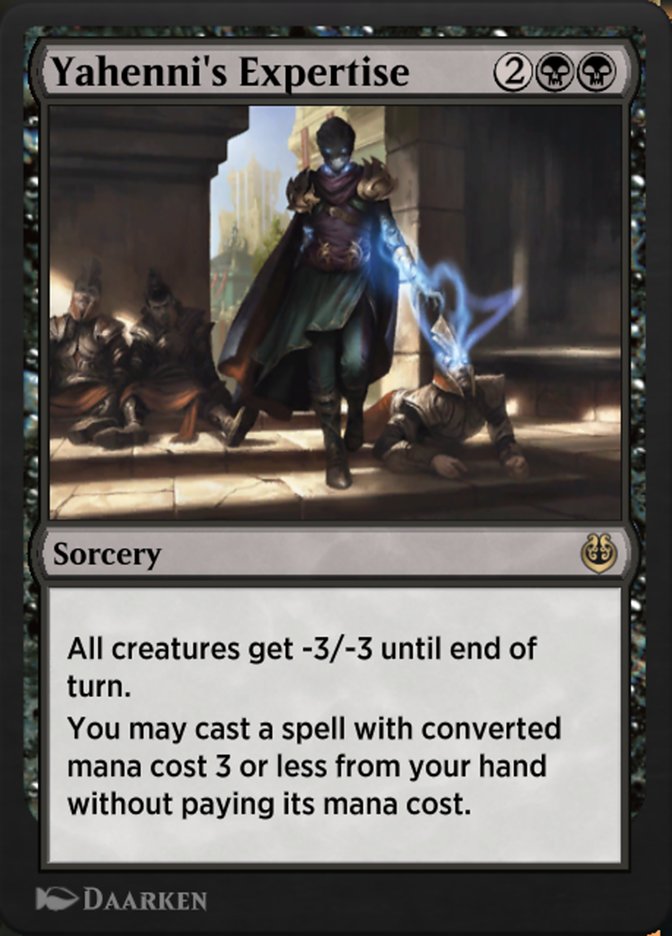 Yahenni's Expertise 2
Sorcery
All creatures get -3/-3 until end of
turn.
You may cast a spell with converted
mana cost 3 or less from your hand
without paying its mana cost.
DAARKEN